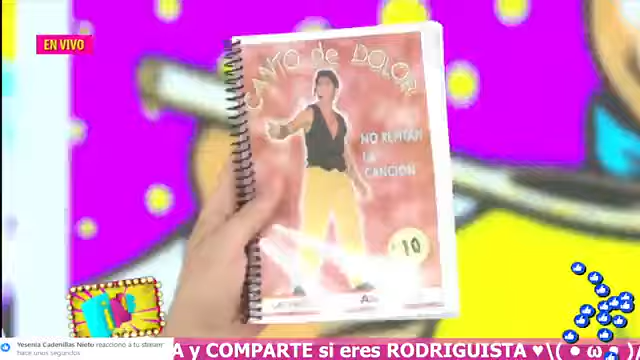 EN VIVO
CANTO de DOLOR
NO REPITAN
LA
CANCION
10
Yesenia Cadenillas Nieto reaccionó a tu stream
hace unos segundos
A y COMPARTE si eres RODRIGUISTA ♥\( • ω • )